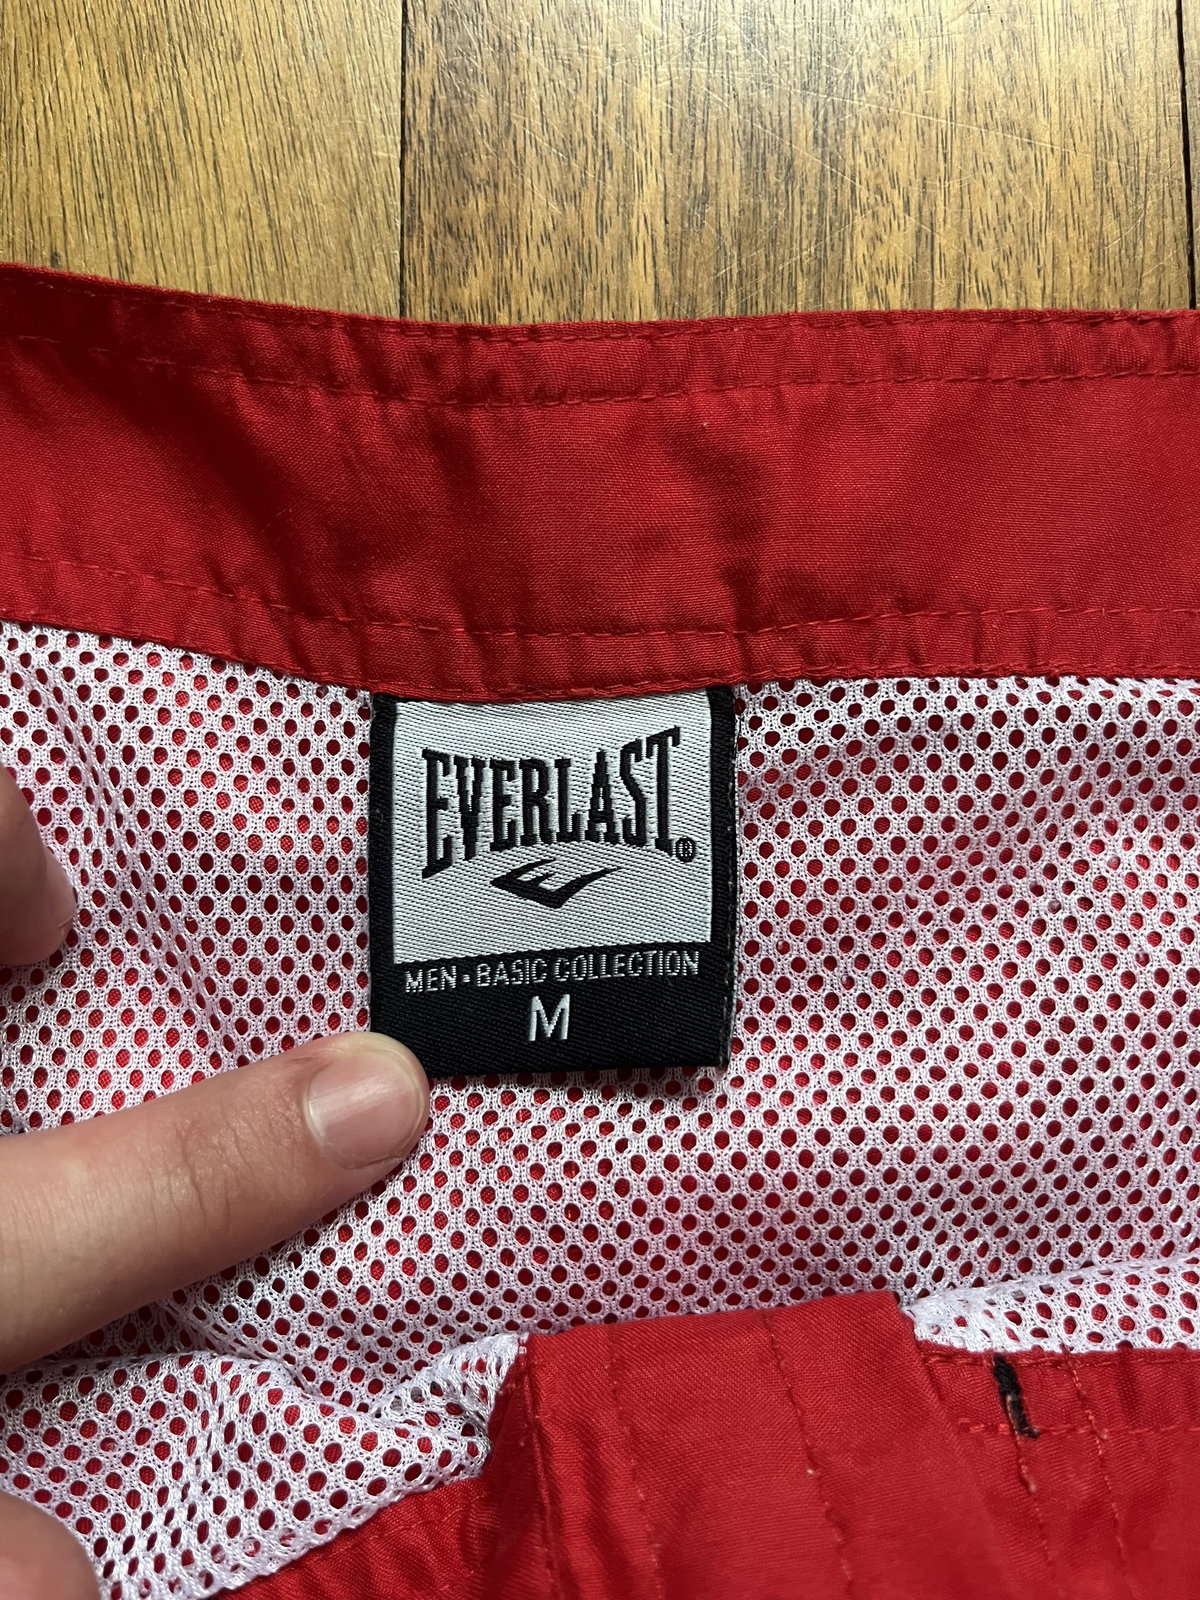 EVERLAST®
MEN • BASIC COLLECTION
M